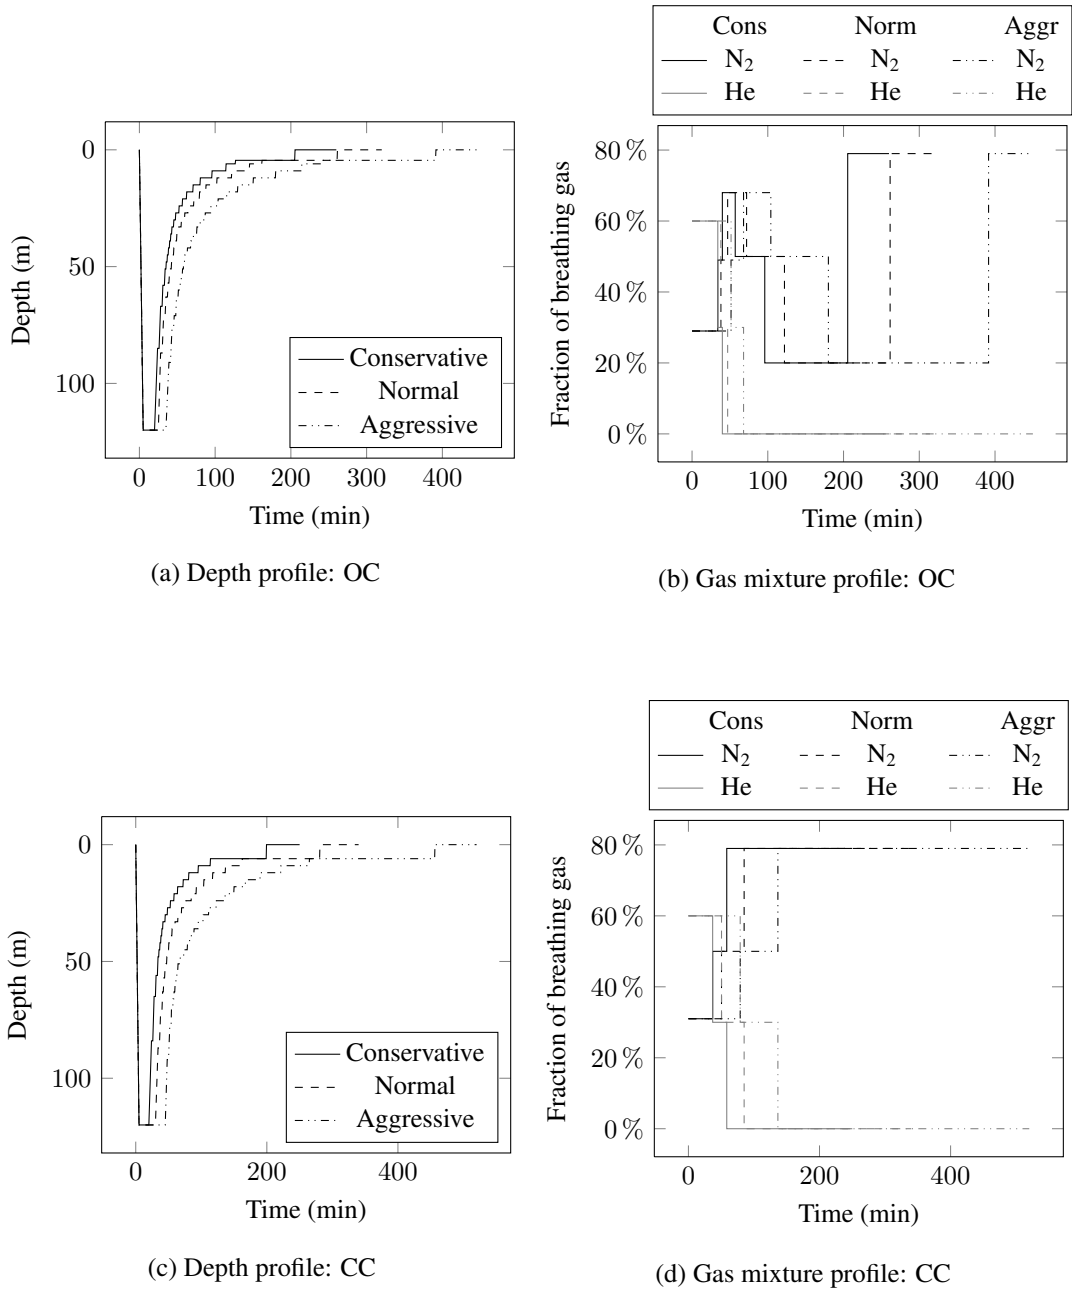 Cons Norm Aggr
N2 N2 N2
He He He
0
50
100
Depth (m)
Conservative
Normal
Aggressive
0 100 200 300 400
Time (min)
(a) Depth profile: OC
80 %
60 %
40 %
20 %
0 %
Fraction of breathing gas
0 100 200 300 400
Time (min)
(b) Gas mixture profile: OC
Cons Norm Aggr
N2 N2 N2
He He He
0
50
100
Depth (m)
Conservative
Normal
Aggressive
0 200 400
Time (min)
(c) Depth profile: CC
80 %
60 %
40 %
20 %
0 %
Fraction of breathing gas
0 200 400
Time (min)
(d) Gas mixture profile: CC